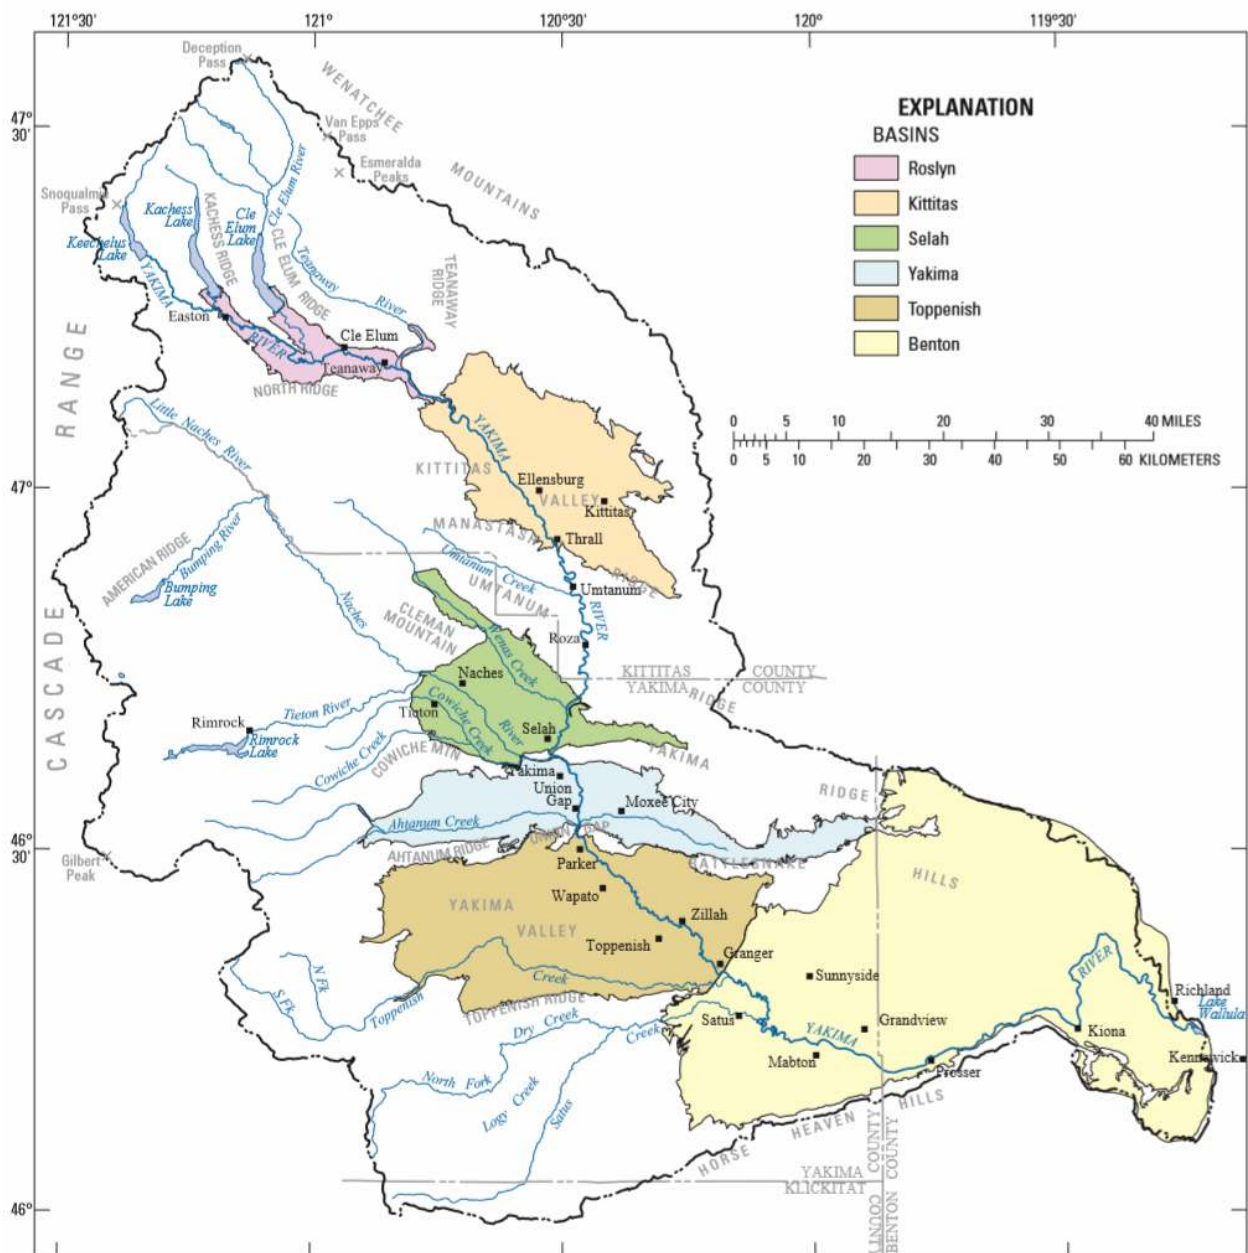 121°30'
121°
120°30'
120°
119°30'
47°
30'
47°
46°
30'
46°
EXPLANATION
BASINS
Roslyn
Kittitas
Selah
Yakima
Toppenish
Benton
0 5 10 20 30 40 MILES
0 5 10 20 30 40 50 60 KILOMETERS
Deception
Pass
WENATCHEE
MOUNTAINS
Van Epps
Pass
Esmeralda
Peaks
Snoqualmie
Pass
Keechelus
Lake
Kachess
Lake
KACHESS RIDGE
Cle
Elum
Lake
Cle Elum River
CLE ELUM RIDGE
Teanaway
River
TEANAWAY
RIDGE
YAKIMA
RIVER
Easton
Cle Elum
Teanaway
NORTH RIDGE
CASCADE
RANGE
Little Naches River
YAKIMA
KITTITAS
VALLEY
Ellensburg
Kittitas
MANASTASH
RIDGE
Thrall
AMERICAN RIDGE
Bumping River
Bumping
Lake
Umtanum Creek
UMTANUM
Umtanum
RIVER
Naches
CLEMAN
MOUNTAIN
Wenas Creek
Roza
KITTITAS COUNTY
YAKIMA COUNTY
RIDGE
Naches
Tieton River
Tieton
Cowiche Creek
River
Selah
Rimrock
Rimrock
Lake
Cowiche Creek
COWICHE MTN
YAKIMA
RIDGE
Yakima
Union
Gap
Moxee City
Ahtanum Creek
AHTANUM RIDGE
UNION GAP
RATTLESNAKE
HILLS
Gilbert
Peak
Parker
Wapato
YAKIMA
VALLEY
Zillah
Toppenish
Granger
Sunnyside
N Fk
S Fk
Toppenish
Creek
TOPPENISH RIDGE
Dry Creek
Creek
Satus
YAKIMA
Grandview
Mabton
Prosser
RIVER
Kiona
Richland
Lake
Wallula
Kennewick
North Fork
Logy Creek
Satus
HORSE HEAVEN HILLS
YAKIMA
KLICKITAT
COUNTY
BENTON COUNTY